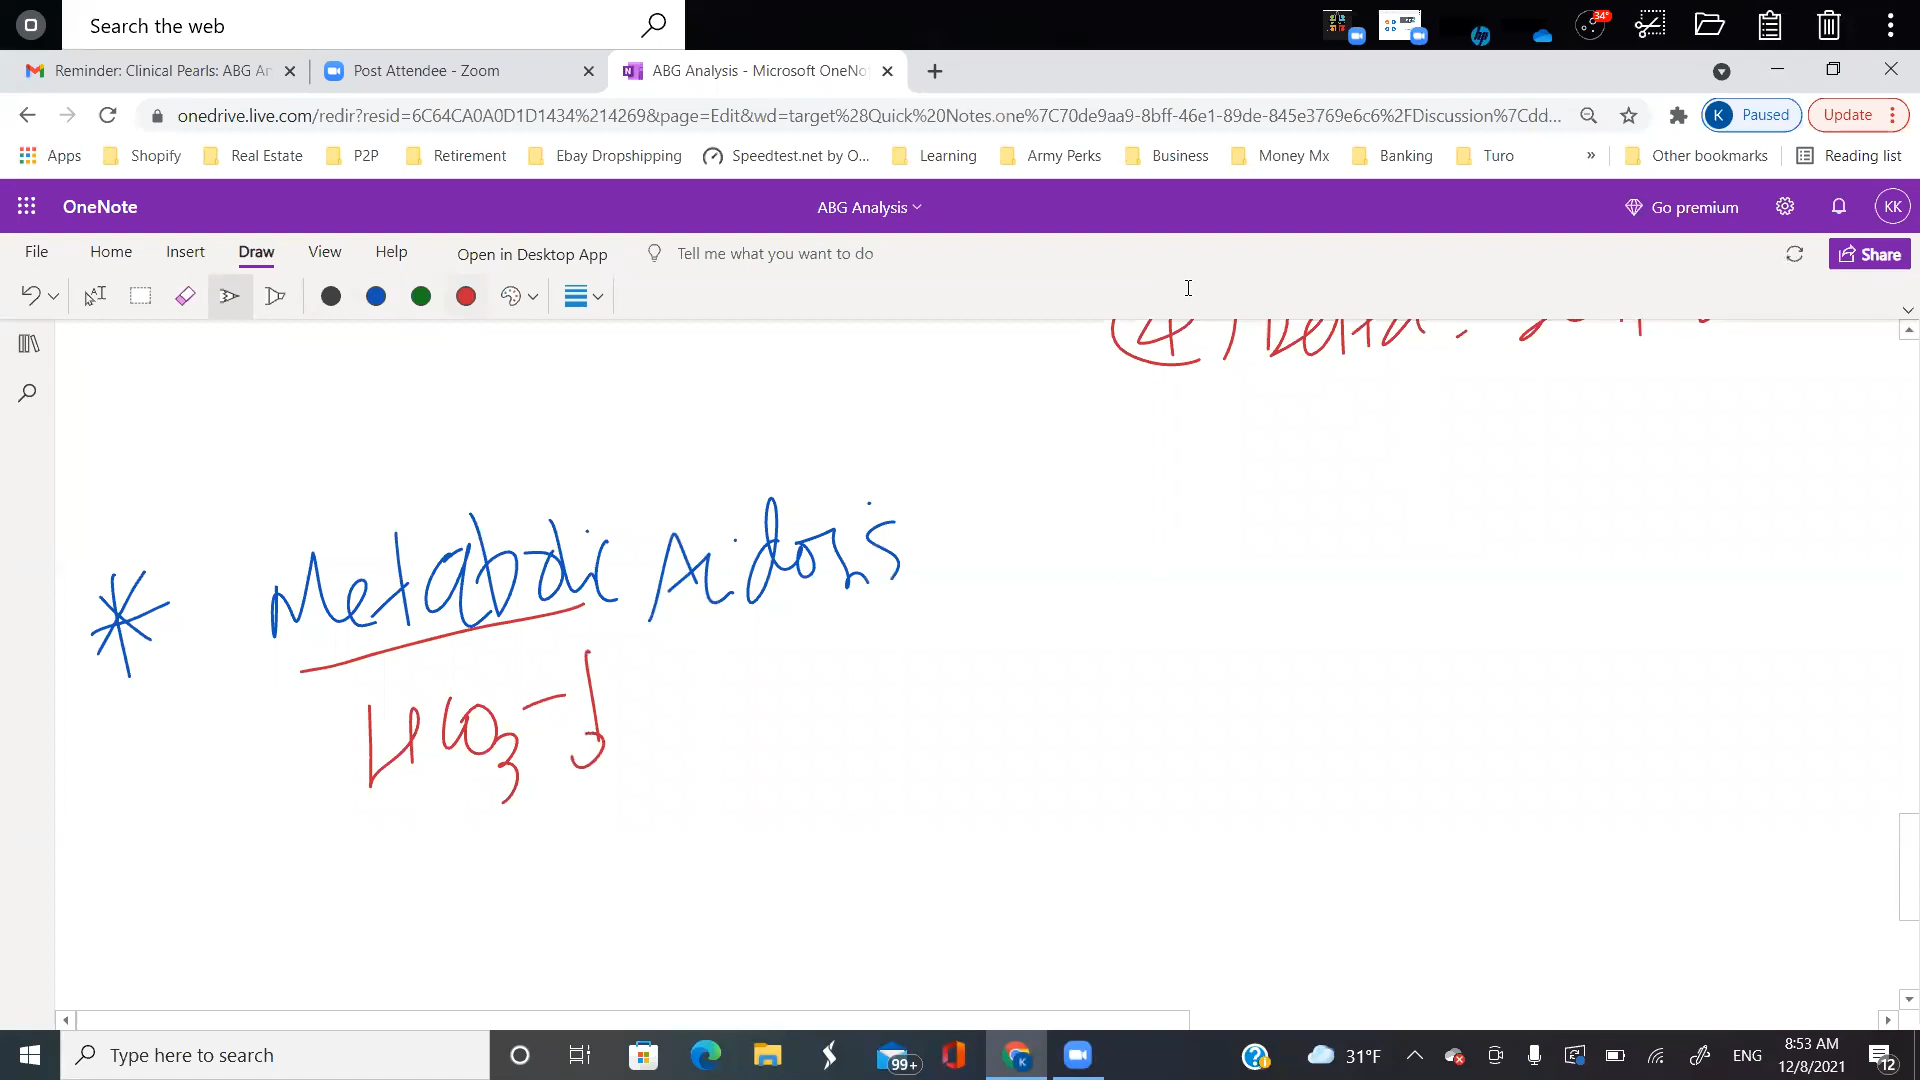 Search the web
34°
Reminder: Clinical Pearls: ABG Ar
Post Attendee - Zoom
ABG Analysis - Microsoft OneNo
onedrive.live.com/redir?resid=6C64CA0A0D1D1434%214269&page=Edit&wd=target%28Quick%20Notes.one%7C70de9aa9-8bff-46e1-89de-845e3769e6c6%2FDiscussion%7Cdd...
K Paused
Update
Apps Shopify Real Estate P2P Retirement Ebay Dropshipping Speedtest.net by O... Learning Army Perks Business Money Mx Banking Turo » Other bookmarks Reading list
OneNote
ABG Analysis
Go premium
KK
File Home Insert Draw View Help Open in Desktop App Tell me what you want to do
Share
4) Delta:
* Metabolic Acidosis
HCO3- ↓
Type here to search
99+
31°F
ENG
8:53 AM
12/8/2021
12